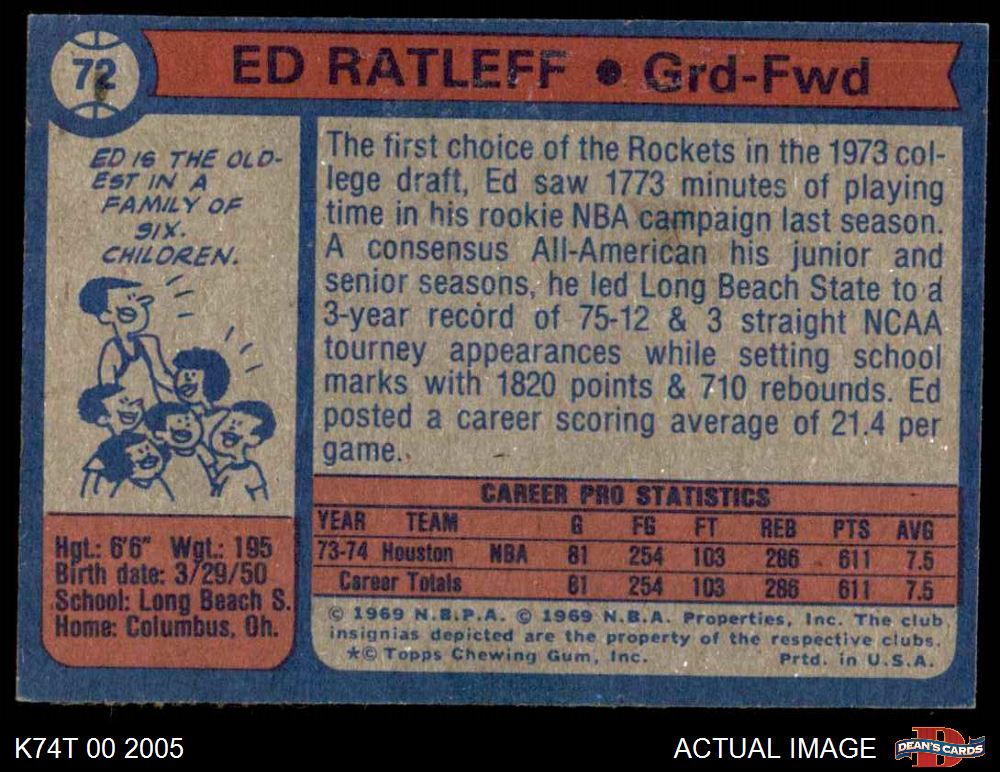 72
ED RATLEFF ● Grd-Fwd
ED IS THE OLD-
EST IN A
FAMILY OF
SIX.
CHILDREN.
The first choice of the Rockets in the 1973 col-
lege draft, Ed saw 1773 minutes of playing
time in his rookie NBA campaign last season.
A consensus All-American his junior and
senior seasons, he led Long Beach State to a
3-year record of 75-12 & 3 straight NCAA
tourney appearances while setting school
marks with 1820 points & 710 rebounds. Ed
posted a career scoring average of 21.4 per
game.
Hgt.: 6'6" Wgt.: 195
Birth date: 3/29/50
School: Long Beach S.
Home: Columbus, Oh.
CAREER PRO STATISTICS
YEAR TEAM G FG FT REB PTS AVG
73-74 Houston NBA 81 254 103 286 611 7.5
Career Totals 81 254 103 286 611 7.5
© 1969 N.B.P.A. © 1969 N.B.A. Properties, Inc. The club
insignias depicted are the property of the respective clubs.
*© Topps Chewing Gum, Inc. Prtd. in U.S.A.
K74T 00 2005
ACTUAL IMAGE
D
DEAN'S CARDS